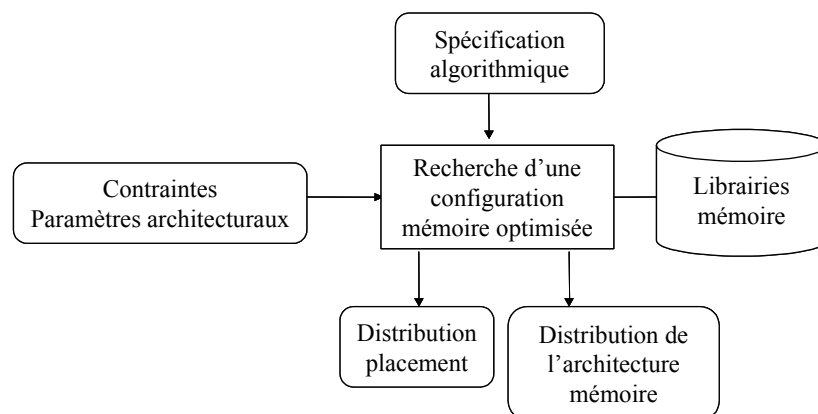 Spécification
algorithmique
Contraintes
Paramètres architecturaux
Recherche d’une
configuration
mémoire optimisée
Librairies
mémoire
Distribution
placement
Distribution de
l’architecture
mémoire